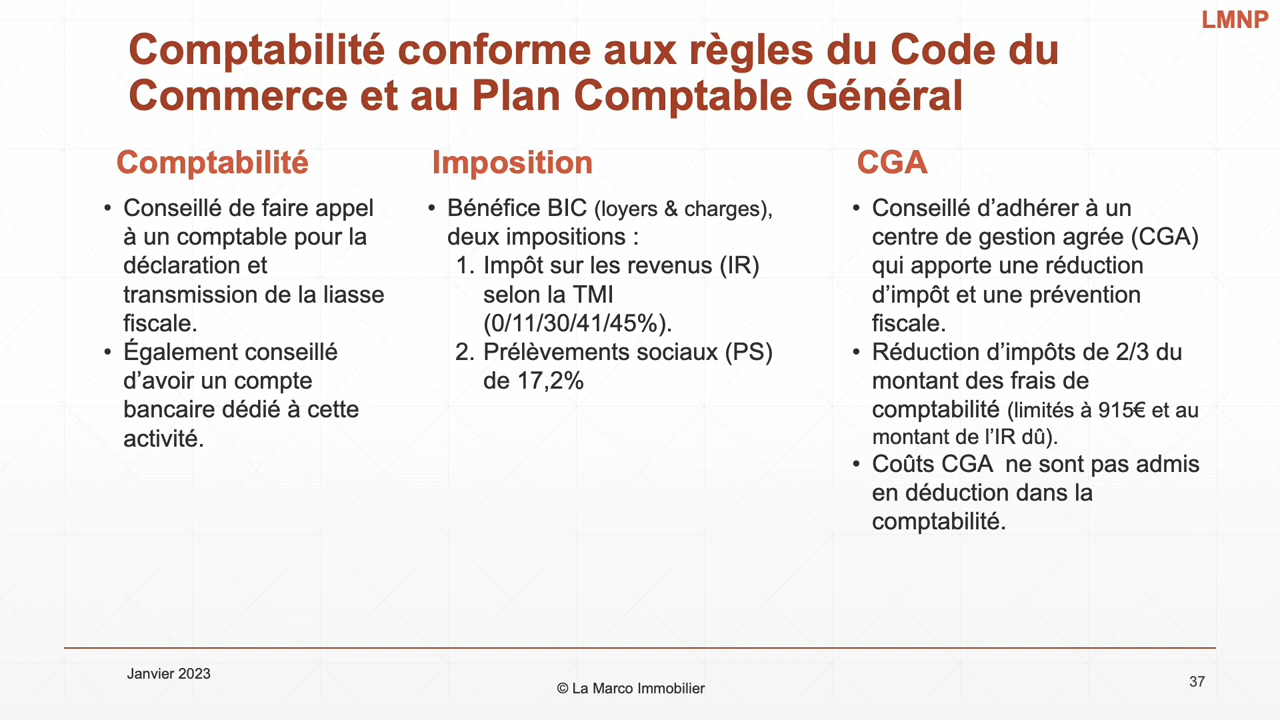 LMNP
Comptabilité conforme aux règles du Code du
Commerce et au Plan Comptable Général
Comptabilité
• Conseillé de faire appel
à un comptable pour la
déclaration et
transmission de la liasse
fiscale.
• Également conseillé
d’avoir un compte
bancaire dédié à cette
activité.
Imposition
• Bénéfice BIC (loyers & charges),
deux impositions :
1. Impôt sur les revenus (IR)
selon la TMI
(0/11/30/41/45%).
2. Prélèvements sociaux (PS)
de 17,2%
CGA
• Conseillé d’adhérer à un
centre de gestion agrée (CGA)
qui apporte une réduction
d’impôt et une prévention
fiscale.
• Réduction d’impôts de 2/3 du
montant des frais de
comptabilité (limités à 915€ et au
montant de l’IR dû).
• Coûts CGA ne sont pas admis
en déduction dans la
comptabilité.
Janvier 2023
© La Marco Immobilier
37